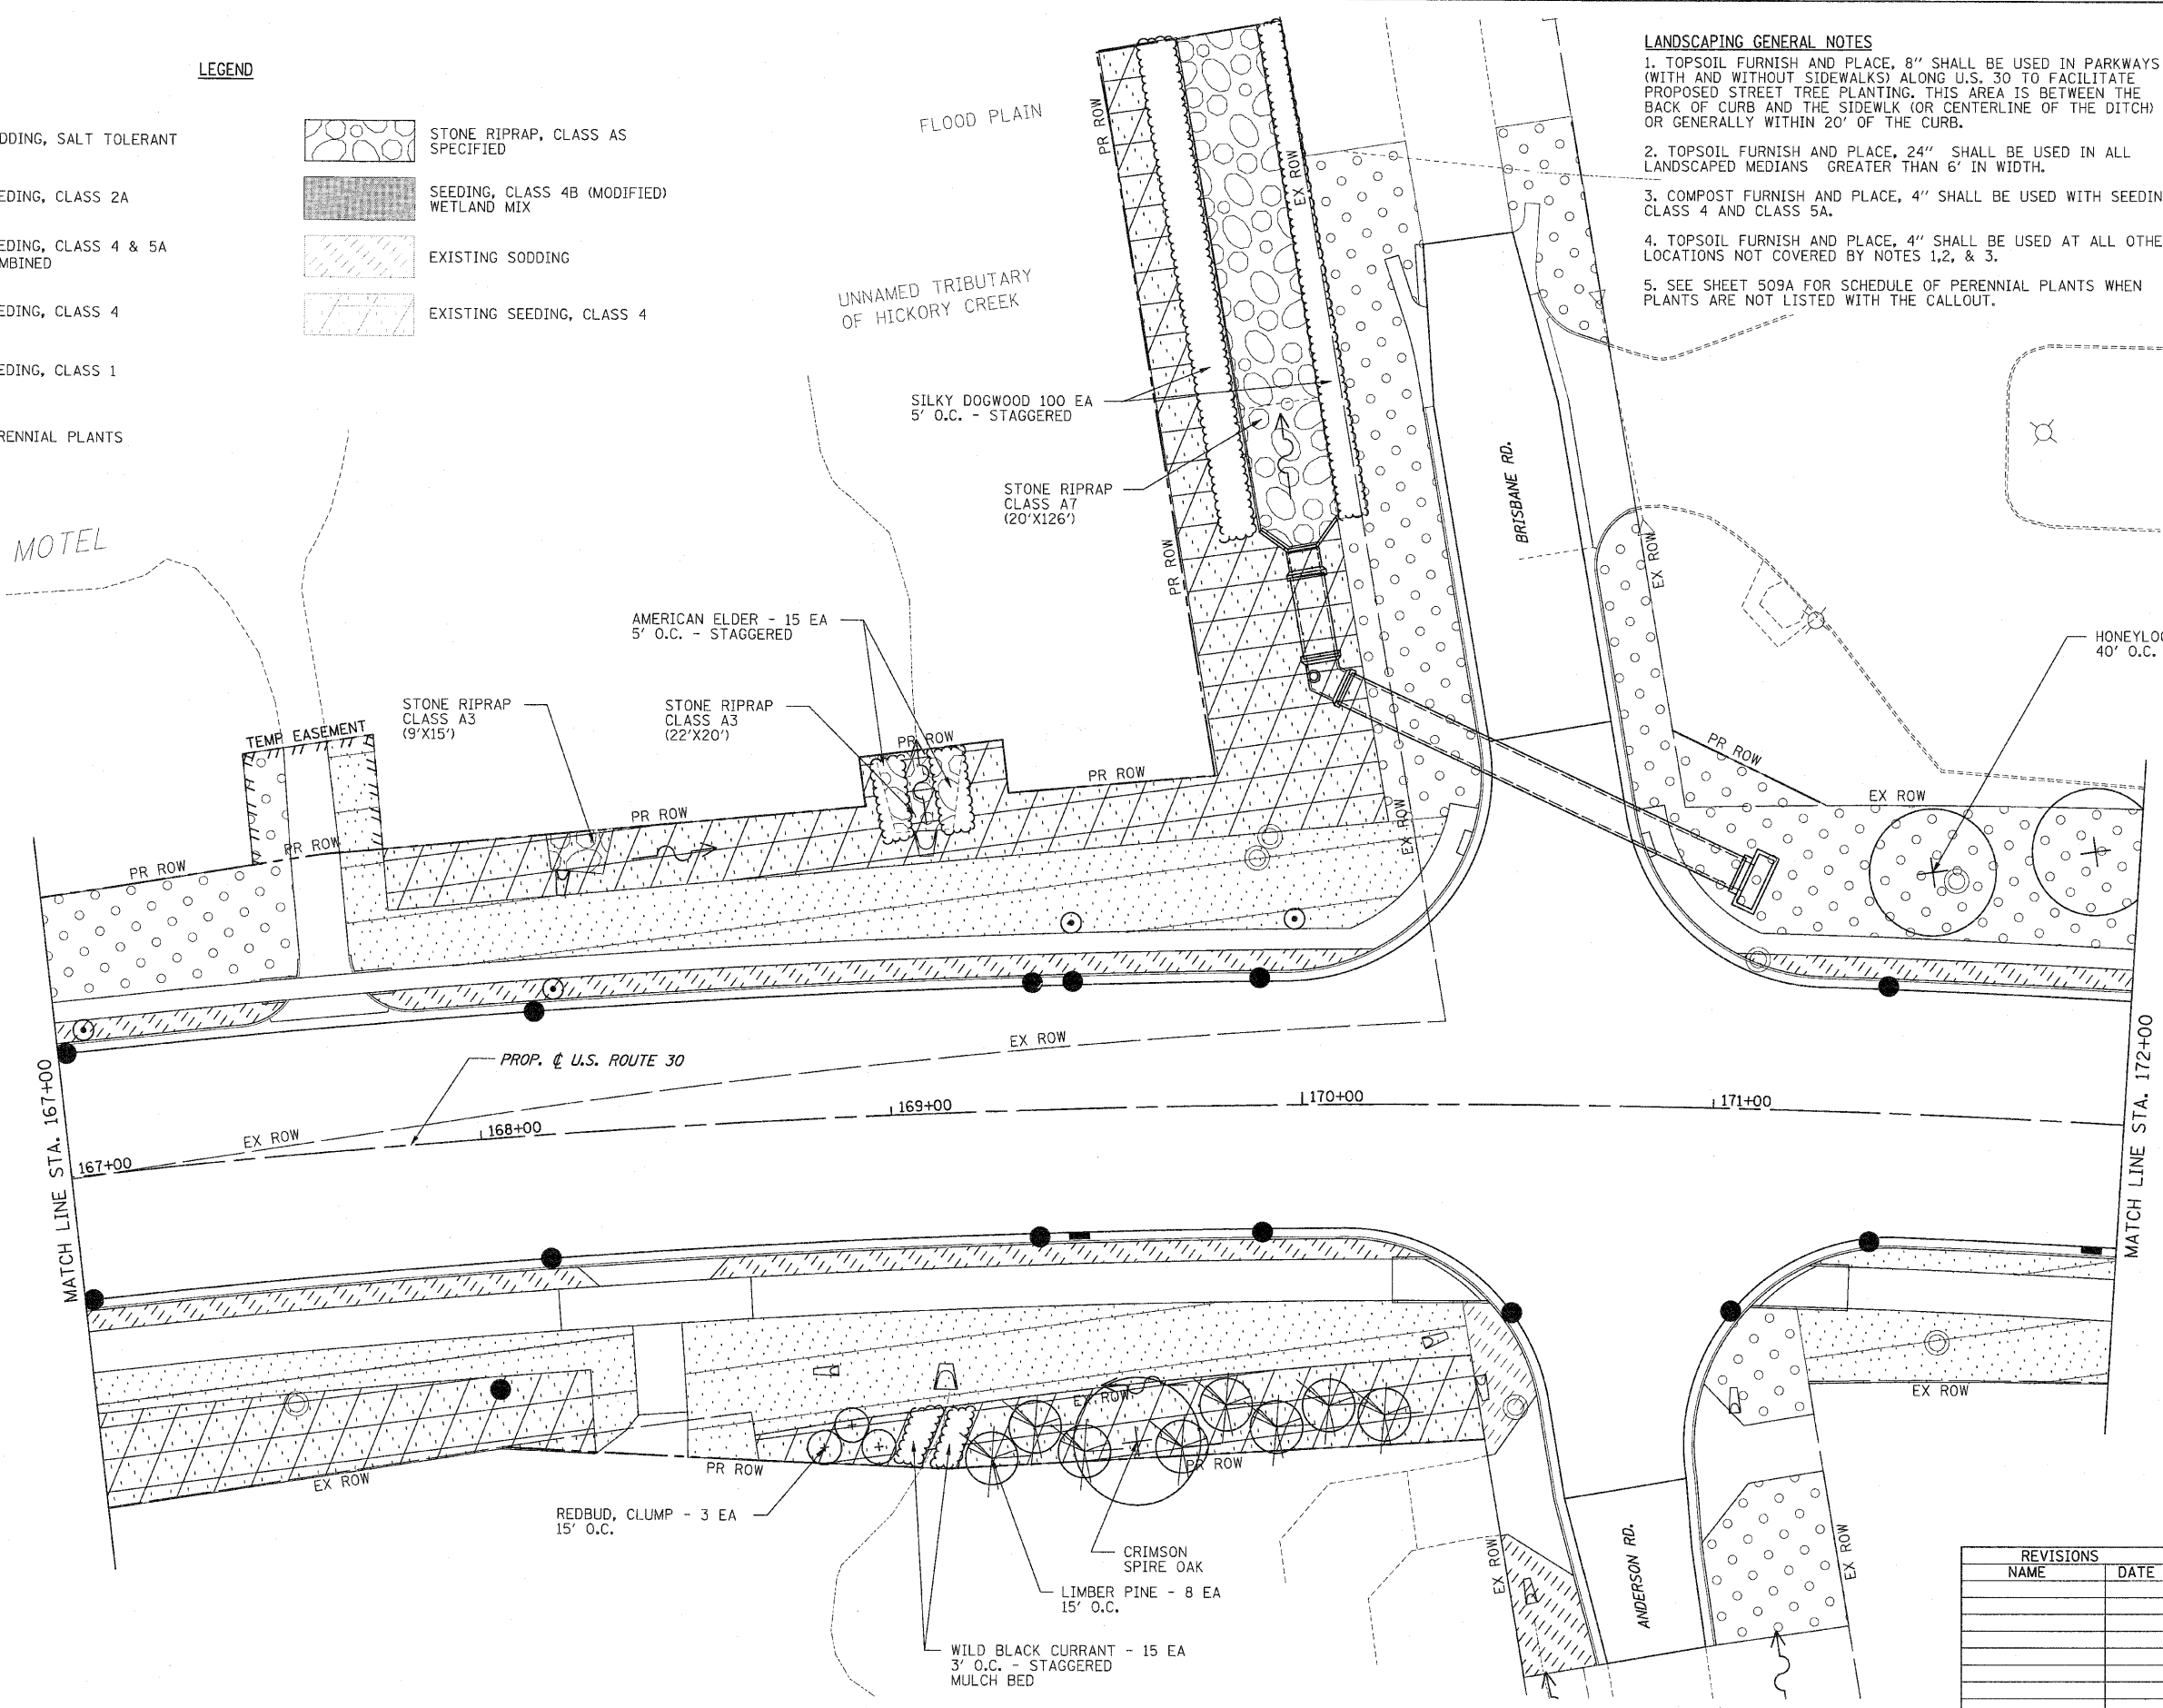 LEGEND
DDING, SALT TOLERANT
EDING, CLASS 2A
EDING, CLASS 4 & 5A
MBINED
EDING, CLASS 4
EDING, CLASS 1
RENNIAL PLANTS
STONE RIPRAP, CLASS AS
SPECIFIED
SEEDING, CLASS 4B (MODIFIED)
WETLAND MIX
EXISTING SODDING
EXISTING SEEDING, CLASS 4
LANDSCAPING GENERAL NOTES
1. TOPSOIL FURNISH AND PLACE, 8" SHALL BE USED IN PARKWAYS
(WITH AND WITHOUT SIDEWALKS) ALONG U.S. 30 TO FACILITATE
PROPOSED STREET TREE PLANTING. THIS AREA IS BETWEEN THE
BACK OF CURB AND THE SIDEWLK (OR CENTERLINE OF THE DITCH)
OR GENERALLY WITHIN 20' OF THE CURB.
2. TOPSOIL FURNISH AND PLACE, 24" SHALL BE USED IN ALL
LANDSCAPED MEDIANS GREATER THAN 6' IN WIDTH.
3. COMPOST FURNISH AND PLACE, 4" SHALL BE USED WITH SEEDIN
CLASS 4 AND CLASS 5A.
4. TOPSOIL FURNISH AND PLACE, 4" SHALL BE USED AT ALL OTHE
LOCATIONS NOT COVERED BY NOTES 1,2, & 3.
5. SEE SHEET 509A FOR SCHEDULE OF PERENNIAL PLANTS WHEN
PLANTS ARE NOT LISTED WITH THE CALLOUT.
FLOOD PLAIN
PR ROW
EX ROW
UNNAMED TRIBUTARY
OF HICKORY CREEK
SILKY DOGWOOD 100 EA
5' O.C. - STAGGERED
STONE RIPRAP
CLASS A7
(20'X126')
BRISBANE RD.
MOTEL
PR ROW
EX ROW
AMERICAN ELDER - 15 EA
5' O.C. - STAGGERED
HONEYLOC
40' O.C.
STONE RIPRAP
CLASS A3
(9'X15')
STONE RIPRAP
CLASS A3
(22'X20')
TEMP EASEMENT
PR ROW
PR ROW
PR ROW
EX ROW
PR ROW
EX ROW
PR ROW
PR ROW
EX ROW
PROP. ℄ U.S. ROUTE 30
EX ROW
167+00
168+00
169+00
170+00
171+00
MATCH LINE STA. 167+00
MATCH LINE STA. 172+00
EX ROW
EX ROW
EX ROW
PR ROW
PR ROW
REDBUD, CLUMP - 3 EA
15' O.C.
CRIMSON
SPIRE OAK
LIMBER PINE - 8 EA
15' O.C.
WILD BLACK CURRANT - 15 EA
3' O.C. - STAGGERED
MULCH BED
EX ROW
ANDERSON RD.
EX ROW
REVISIONS
NAME DATE